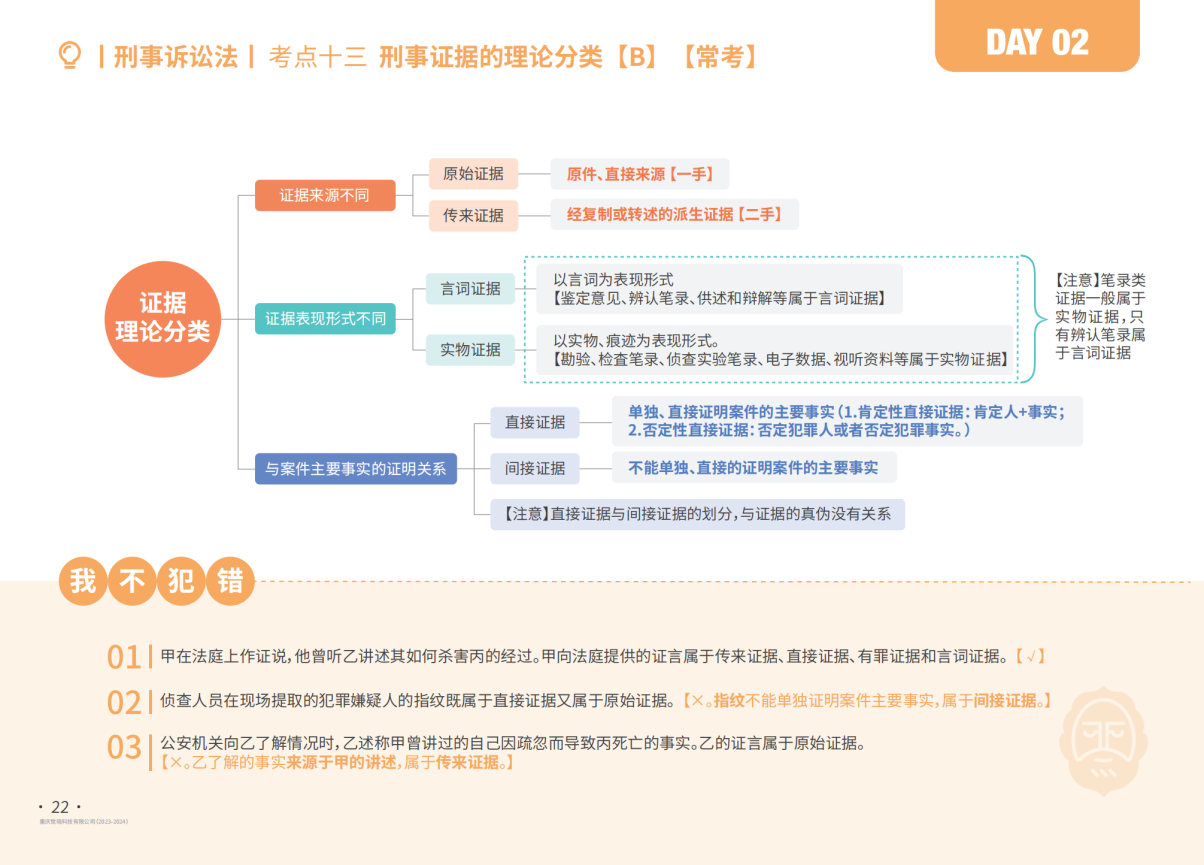 刑事诉讼法 考点十三 刑事证据的理论分类【B】【常考】
DAY 02
证据
理论分类
证据来源不同
原始证据
原件、直接来源【一手】
传来证据
经复制或转述的派生证据【二手】
证据表现形式不同
言词证据
以言词为表现形式
【鉴定意见、辨认笔录、供述和辩解等属于言词证据】
实物证据
以实物、痕迹为表现形式。
【勘验、检查笔录、侦查实验笔录、电子数据、视听资料等属于实物证据】
【注意】笔录类
证据一般属于
实物证据,只
有辨认笔录属
于言词证据
与案件主要事实的证明关系
直接证据
单独、直接证明案件的主要事实(1.肯定性直接证据:肯定人+事实;
2.否定性直接证据:否定犯罪人或者否定犯罪事实。)
间接证据
不能单独、直接的证明案件的主要事实
【注意】直接证据与间接证据的划分,与证据的真伪没有关系
我不犯错
01 甲在法庭上作证说,他曾听乙讲述其如何杀害丙的经过。甲向法庭提供的证言属于传来证据、直接证据、有罪证据和言词证据。【√】
02 侦查人员在现场提取的犯罪嫌疑人的指纹既属于直接证据又属于原始证据。【×。指纹不能单独证明案件主要事实,属于间接证据。】
03 公安机关向乙了解情况时,乙述称甲曾讲过的自己因疏忽而导致丙死亡的事实。乙的证言属于原始证据。
【×。乙了解的事实来源于甲的讲述,属于传来证据。】
· 22 ·